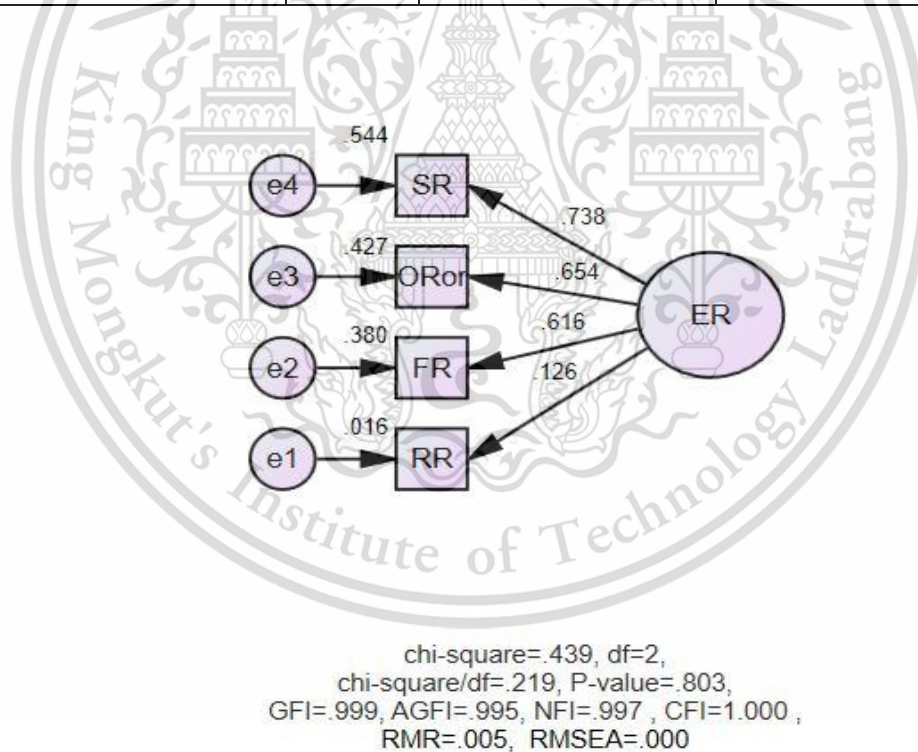 King Mongkut's Institute of Technology Ladkrabang
.544
e4
SR
.738
.427
e3
ORor
.654
ER
.616
.380
e2
FR
.126
.016
e1
RR
chi-square=.439, df=2,
chi-square/df=.219, P-value=.803,
GFI=.999, AGFI=.995, NFI=.997 , CFI=1.000 ,
RMR=.005, RMSEA=.000